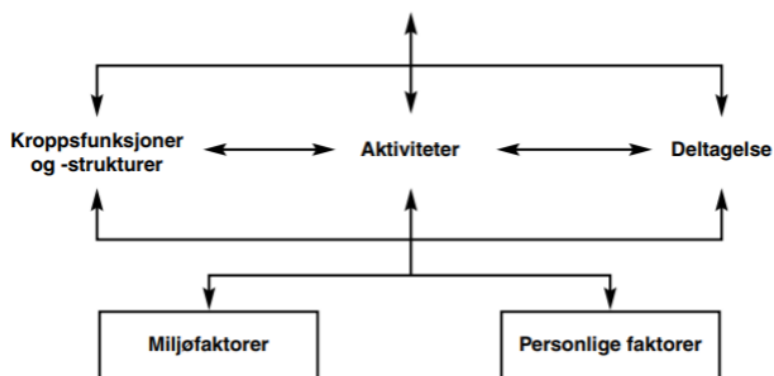 Kroppsfunksjoner
og -strukturer
Aktiviteter
Deltagelse
Miljøfaktorer
Personlige faktorer